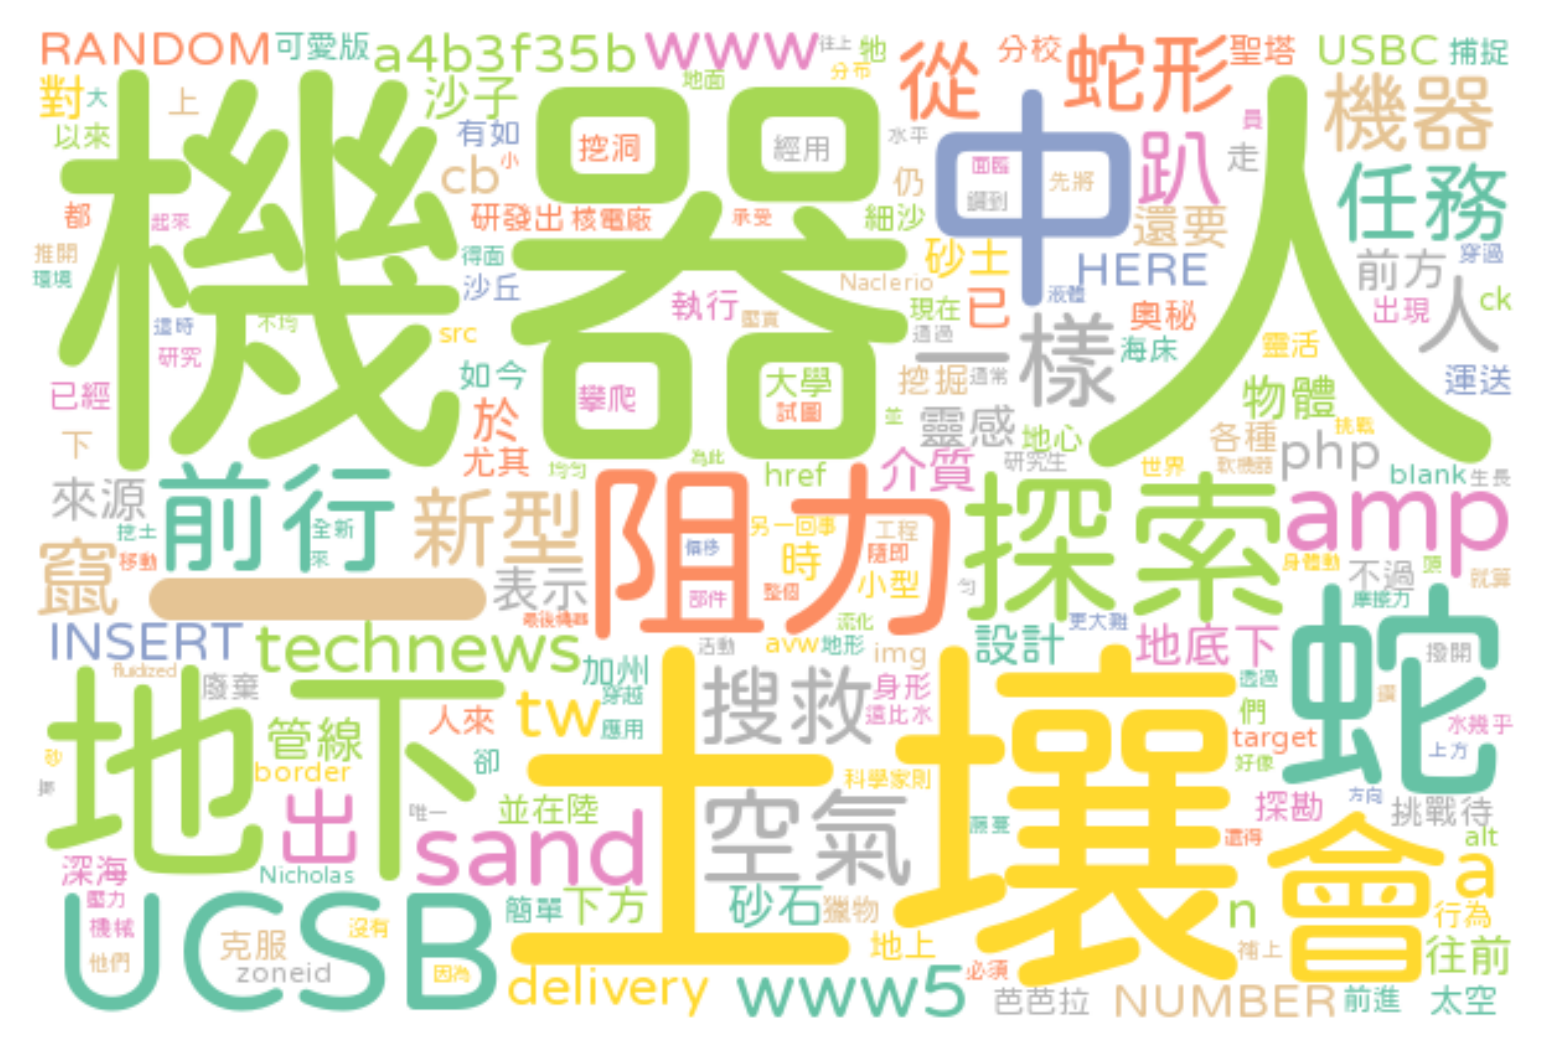 RANDOM 可愛版 a4b3f35b www 往上 牠 從 分校 蛇形 聖塔 USBC 捕捉
對 大 上 沙子 地面 分布 機器
以來 有如 機器人 挖洞 經用 水平 中 面臨 先將 鑽到 趴 員 走
cb 小 仍 任務
都 起來 研發出 核電廠 承受 細沙 還要
推開 環境 得面 砂土 HERE 前方 穿過
沙丘 Naclerio 液體
這時 不均 src 執行 壓實 現在 已 奧秘 出現 人 ck
研究 通過 一樣 海床 靈活
已經 如今 攀爬 大學 試圖 挖掘 通常 物體 運送
下 於 並 靈感 地心 各種 挑戰
尤其 均勻 為此 href 介質 研究生 世界 軟機器 php blank 生長
來源 前行 新型 阻力 探索 amp
挖土 全新 另一回事 工程
竄 移動 來 偏移 時 隨即 身體動 不過 頭 就算
一 表示 部件 整個 小型 勻 摩擦力
最後機器 流化 更大難
INSERT technews 活動 avw 地形 img 設計 地底下 蛇 撥開
fluidized 廢棄 加州 搜救 身形 透過 鑽
地下 穿越 這比水 們 水幾乎
管線 人來 tw 應用 土壤 target 上方
砂 border 卻 科學家則 好像
挪 出 唯一 並在陸 空氣 方向 探勘 挑戰待
sand 藤蔓 還得 alt
深海 Nicholas 會 a
壓力 UCSB 簡單 下方 砂石 獵物 n 行為
機械 克服 沒有 地上 補上 往前
他們 zoneid 因為 必須
delivery www5 芭芭拉 NUMBER 前進 太空